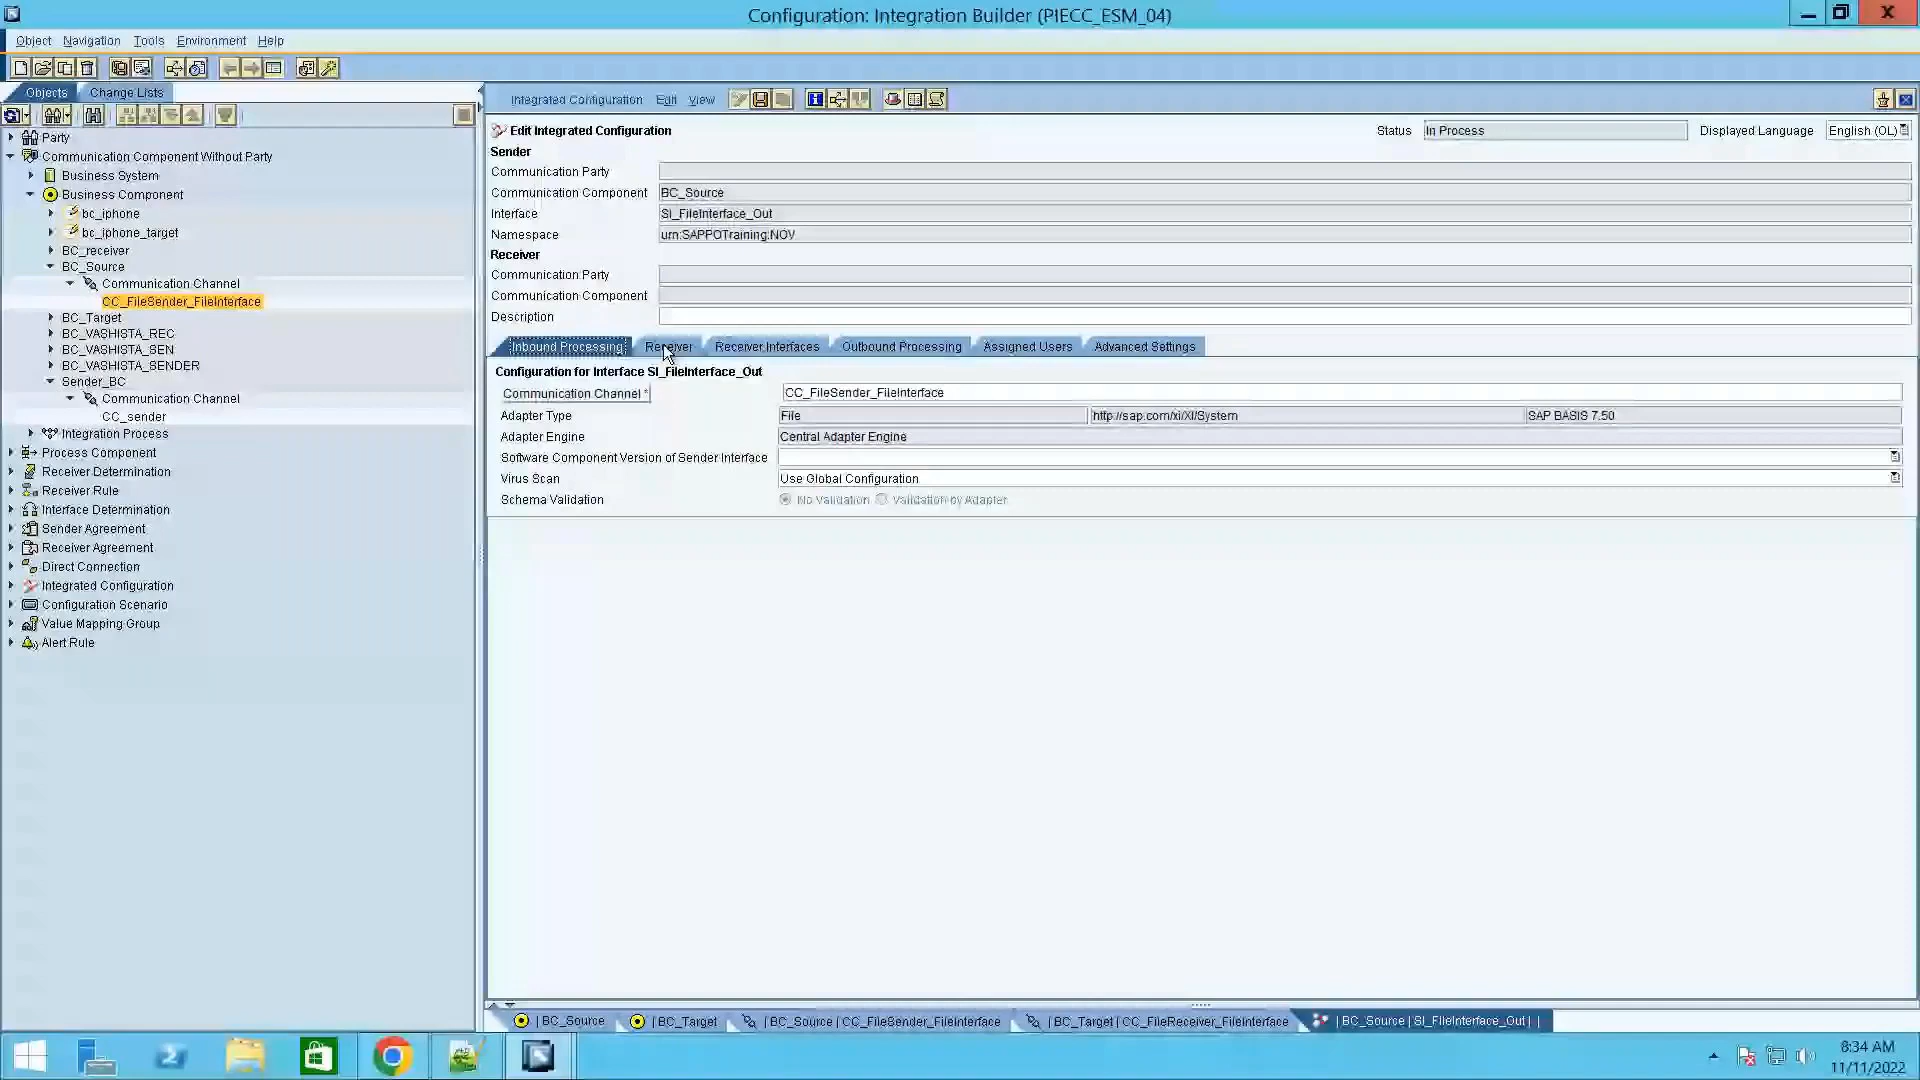 Configuration: Integration Builder (PIECC_ESM_04)
Object Navigation Tools Environment Help
Objects Change Lists
Party
Communication Component Without Party
Business System
Business Component
bc_iphone
bc_iphone_target
BC_receiver
BC_Source
Communication Channel
CC_FileSender_FileInterface
BC_Target
BC_VASHISTA_REC
BC_VASHISTA_SEN
BC_VASHISTA_SENDER
Sender_BC
Communication Channel
CC_sender
Integration Process
Process Component
Receiver Determination
Receiver Rule
Interface Determination
Sender Agreement
Receiver Agreement
Direct Connection
Integrated Configuration
Configuration Scenario
Value Mapping Group
Alert Rule
Integrated Configuration Edit View
Edit Integrated Configuration Status In Process Displayed Language English (OL)
Sender
Communication Party
Communication Component BC_Source
Interface SI_FileInterface_Out
Namespace urn:SAPPOTraining:NOV
Receiver
Communication Party
Communication Component
Description
Inbound Processing Receiver Receiver Interfaces Outbound Processing Assigned Users Advanced Settings
Configuration for Interface SI_FileInterface_Out
Communication Channel * CC_FileSender_FileInterface
Adapter Type File http://sap.com/xi/XI/System SAP BASIS 7.50
Adapter Engine Central Adapter Engine
Software Component Version of Sender Interface
Virus Scan Use Global Configuration
Schema Validation No Validation Validation by Adapter
| BC_Source | BC_Target | BC_Source | CC_FileSender_FileInterface | BC_Target | CC_FileReceiver_FileInterface | BC_Source | SI_FileInterface_Out | |
8:34 AM
11/11/2022